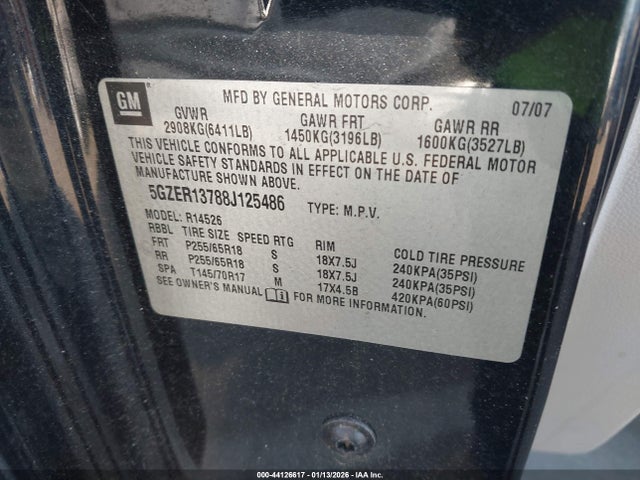 GM
MFD BY GENERAL MOTORS CORP. 07/07
GVWR GAWR FRT GAWR RR
2908KG(6411LB) 1450KG(3196LB) 1600KG(3527LB)
THIS VEHICLE CONFORMS TO ALL APPLICABLE U.S. FEDERAL MOTOR
VEHICLE SAFETY STANDARDS IN EFFECT ON THE DATE OF
MANUFACTURE SHOWN ABOVE.
5GZER13788J125486 TYPE: M.P.V.
MODEL: R14526
RBBL TIRE SIZE SPEED RTG RIM COLD TIRE PRESSURE
FRT P255/65R18 S 18X7.5J 240KPA(35PSI)
RR P255/65R18 S 18X7.5J 240KPA(35PSI)
SPA T145/70R17 M 17X4.5B 420KPA(60PSI)
SEE OWNER'S MANUAL FOR MORE INFORMATION.
000-44126617 - 01/13/2026 - IAA Inc.